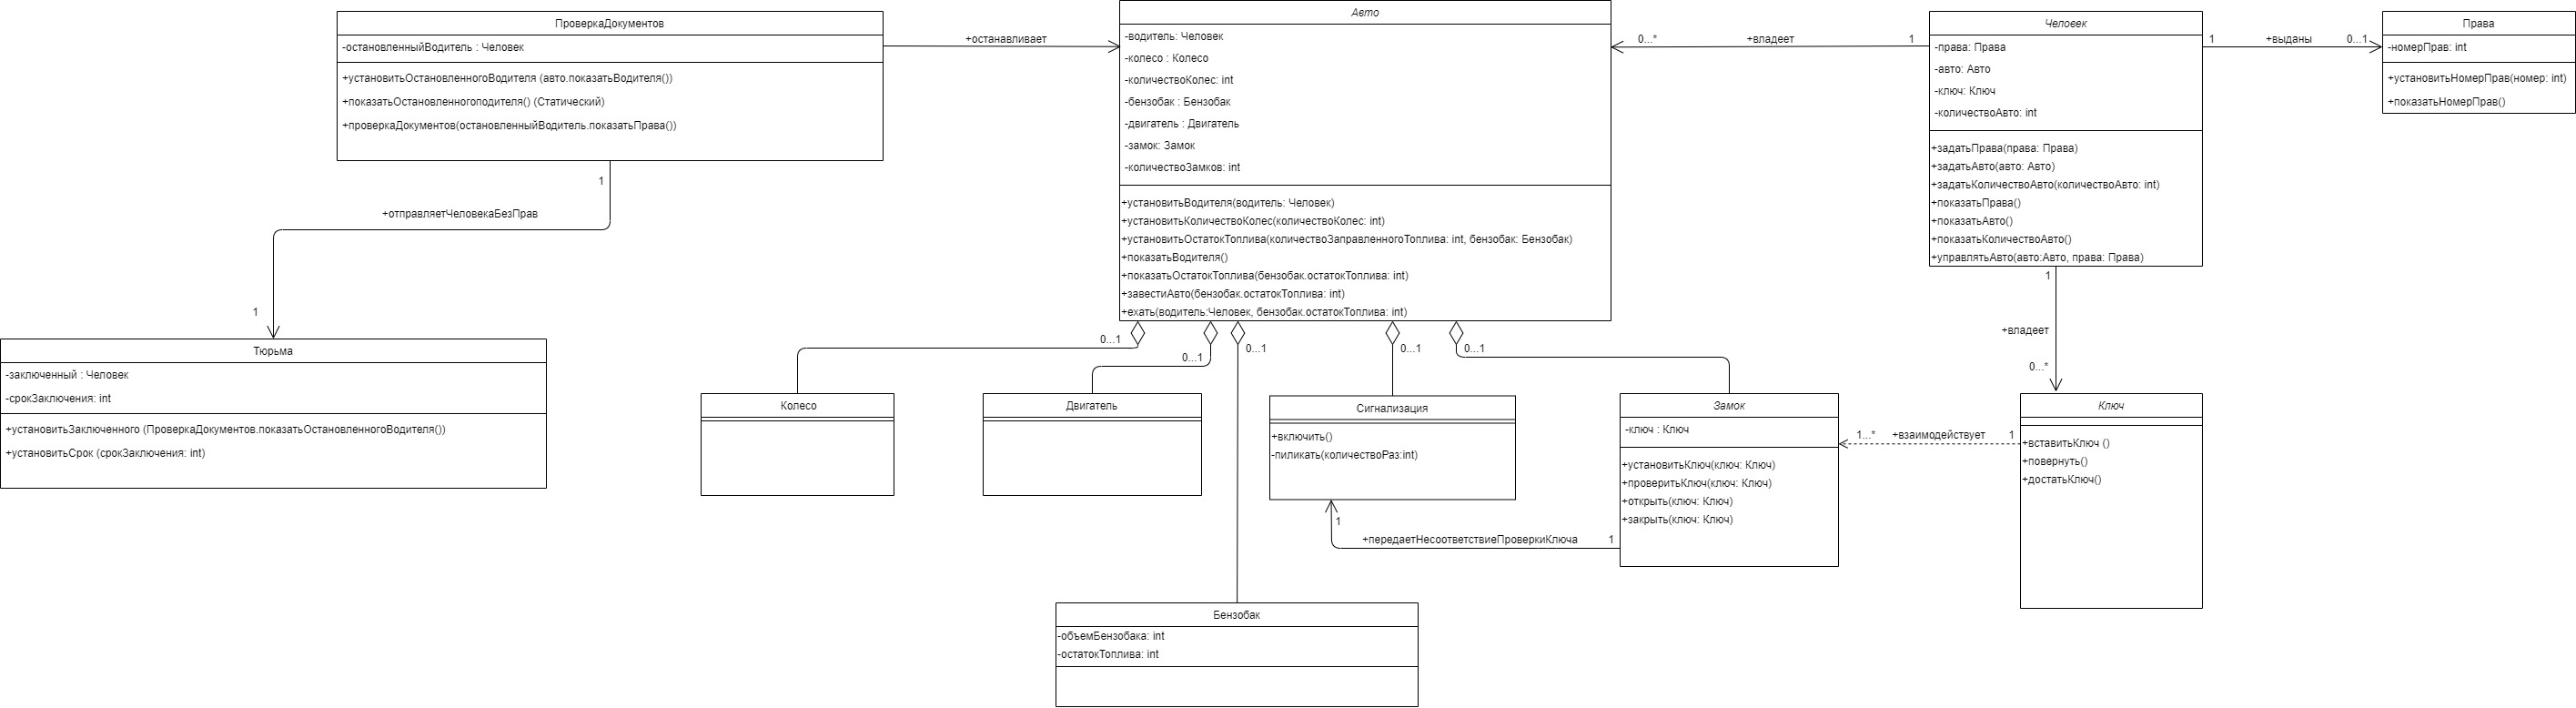 ПроверкаДокументов
-остановленныйВодитель : Человек
+установитьОстановленногоВодителя (авто.показатьВодителя())
+показатьОстановленногоподителя() (Статический)
+проверкаДокументов(остановленныйВодитель.показатьПрава())
+останавливает
Авто
-водитель: Человек
-колесо : Колесо
-количествоКолес: int
-бензобак : Бензобак
-двигатель : Двигатель
-замок: Замок
-количествоЗамков: int
+установитьВодителя(водитель: Человек)
+установитьКоличествоКолес(количествоКолес: int)
+установитьОстатокТоплива(количествоЗаправленногоТоплива: int, бензобак: Бензобак)
+показатьВодителя()
+показатьОстатокТоплива(бензобак.остатокТоплива: int)
+завестиАвто(бензобак.остатокТоплива: int)
+ехать(водитель:Человек, бензобак.остатокТоплива: int)
0...*
+владеет
1
Человек
-права: Права
-авто: Авто
-ключ: Ключ
-количествоАвто: int
+задатьПрава(права: Права)
+задатьАвто(авто: Авто)
+задатьКоличествоАвто(количествоАвто: int)
+показатьПрава()
+показатьАвто()
+показатьКоличествоАвто()
+управлятьАвто(авто:Авто, права: Права)
1
+выданы
0...1
Права
-номерПрав: int
+установитьНомерПрав(номер: int)
+показатьНомерПрав()
1
+отправляетЧеловекаБезПрав
1
Тюрьма
-заключенный : Человек
-срокЗаключения: int
+установитьЗаключенного (ПроверкаДокументов.показатьОстановленногоВодителя())
+установитьСрок (срокЗаключения: int)
0...1
0...1
0...1
0...1
0...1
1
+владеет
0...*
Колесо
Двигатель
Сигнализация
+включить()
-пиликать(количествоРаз:int)
Замок
-ключ : Ключ
+установитьКлюч(ключ: Ключ)
+проверитьКлюч(ключ: Ключ)
+открыть(ключ: Ключ)
+закрыть(ключ: Ключ)
1...*
+взаимодействует
1
Ключ
+вставитьКлюч ()
+повернуть()
+достатьКлюч()
1
+передаетНесоответствиеПроверкиКлюча
1
Бензобак
-объемБензобака: int
-остатокТоплива: int